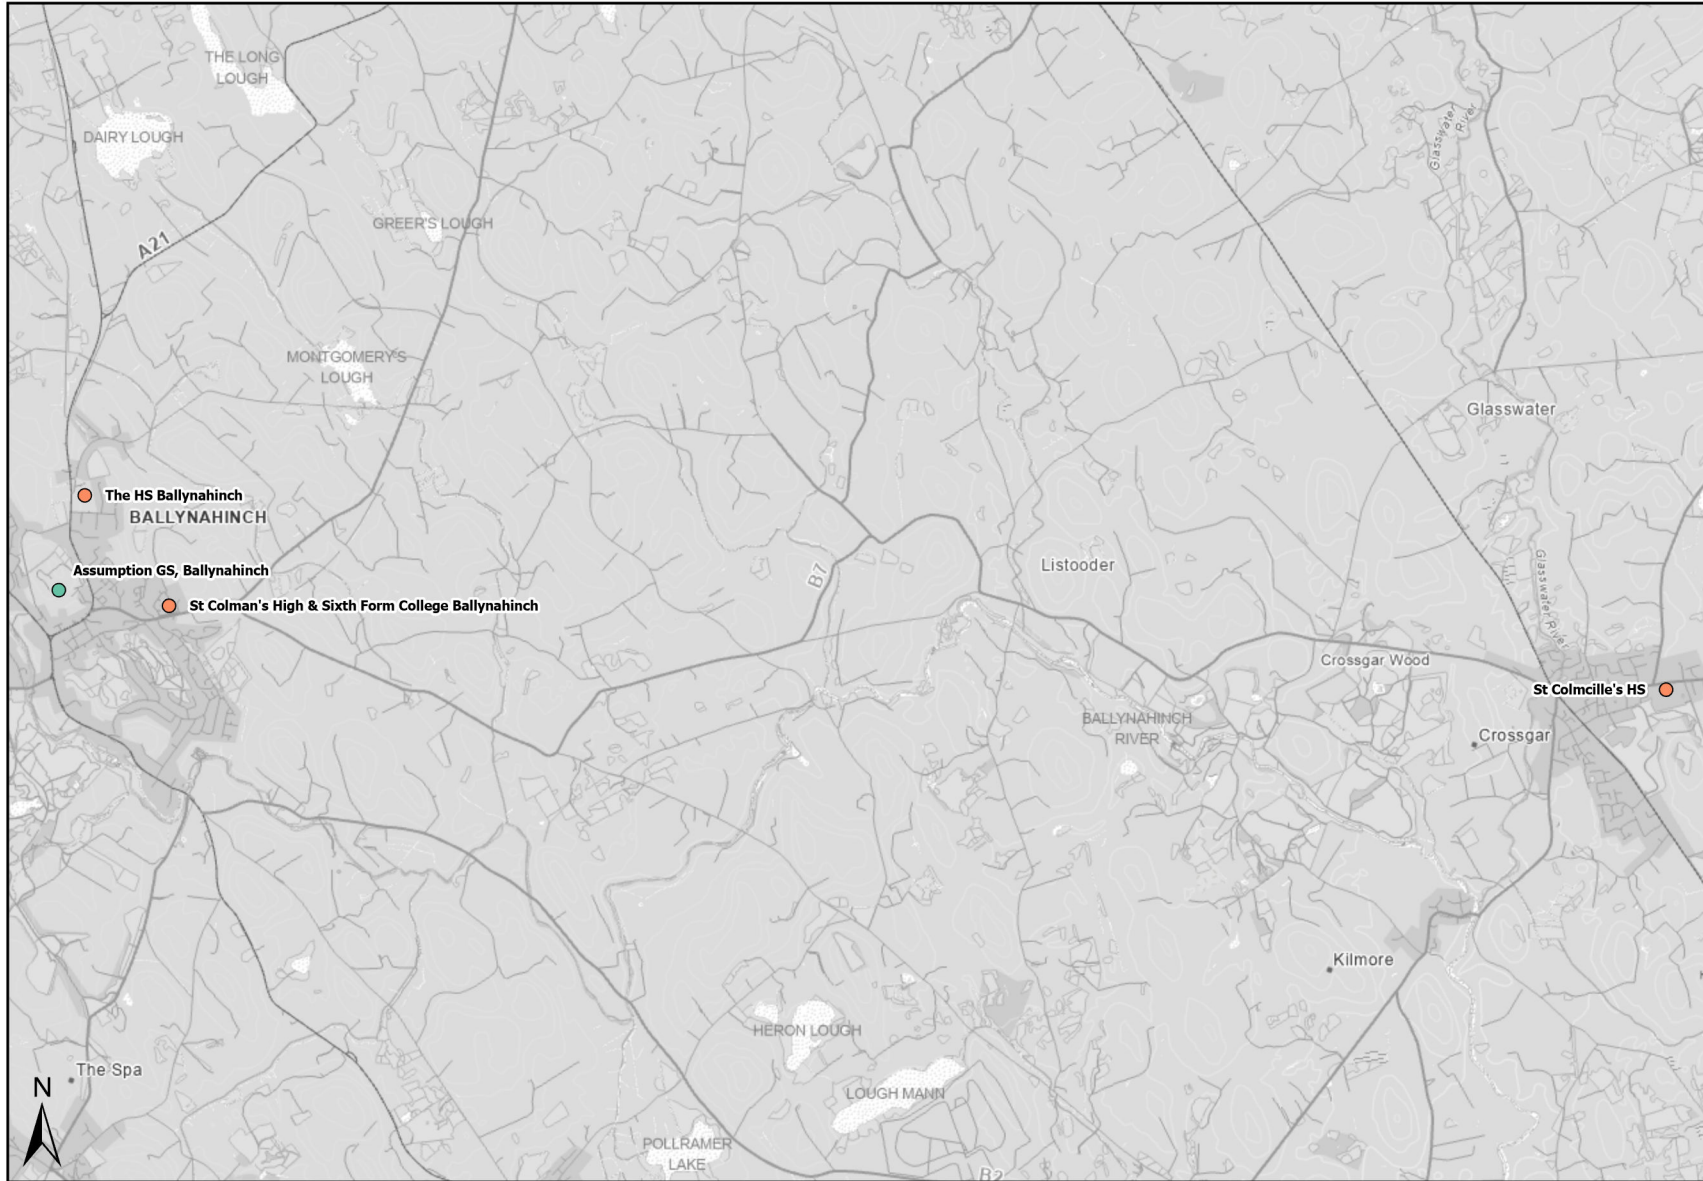 THE LONG
LOUGH
DAIRY LOUGH
Glasswater
River
GREER'S LOUGH
A21
MONTGOMERY'S
LOUGH
Glasswater
The HS Ballynahinch
BALLYNAHINCH
Assumption GS, Ballynahinch
St Colman's High & Sixth Form College Ballynahinch
B7
Listooder
Glasswater River
Crossgar Wood
St Colmcille's HS
BALLYNAHINCH
RIVER
Crossgar
Kilmore
HERON LOUGH
The Spa
N
LOUGH MANN
POLLRAMER
LAKE
B2